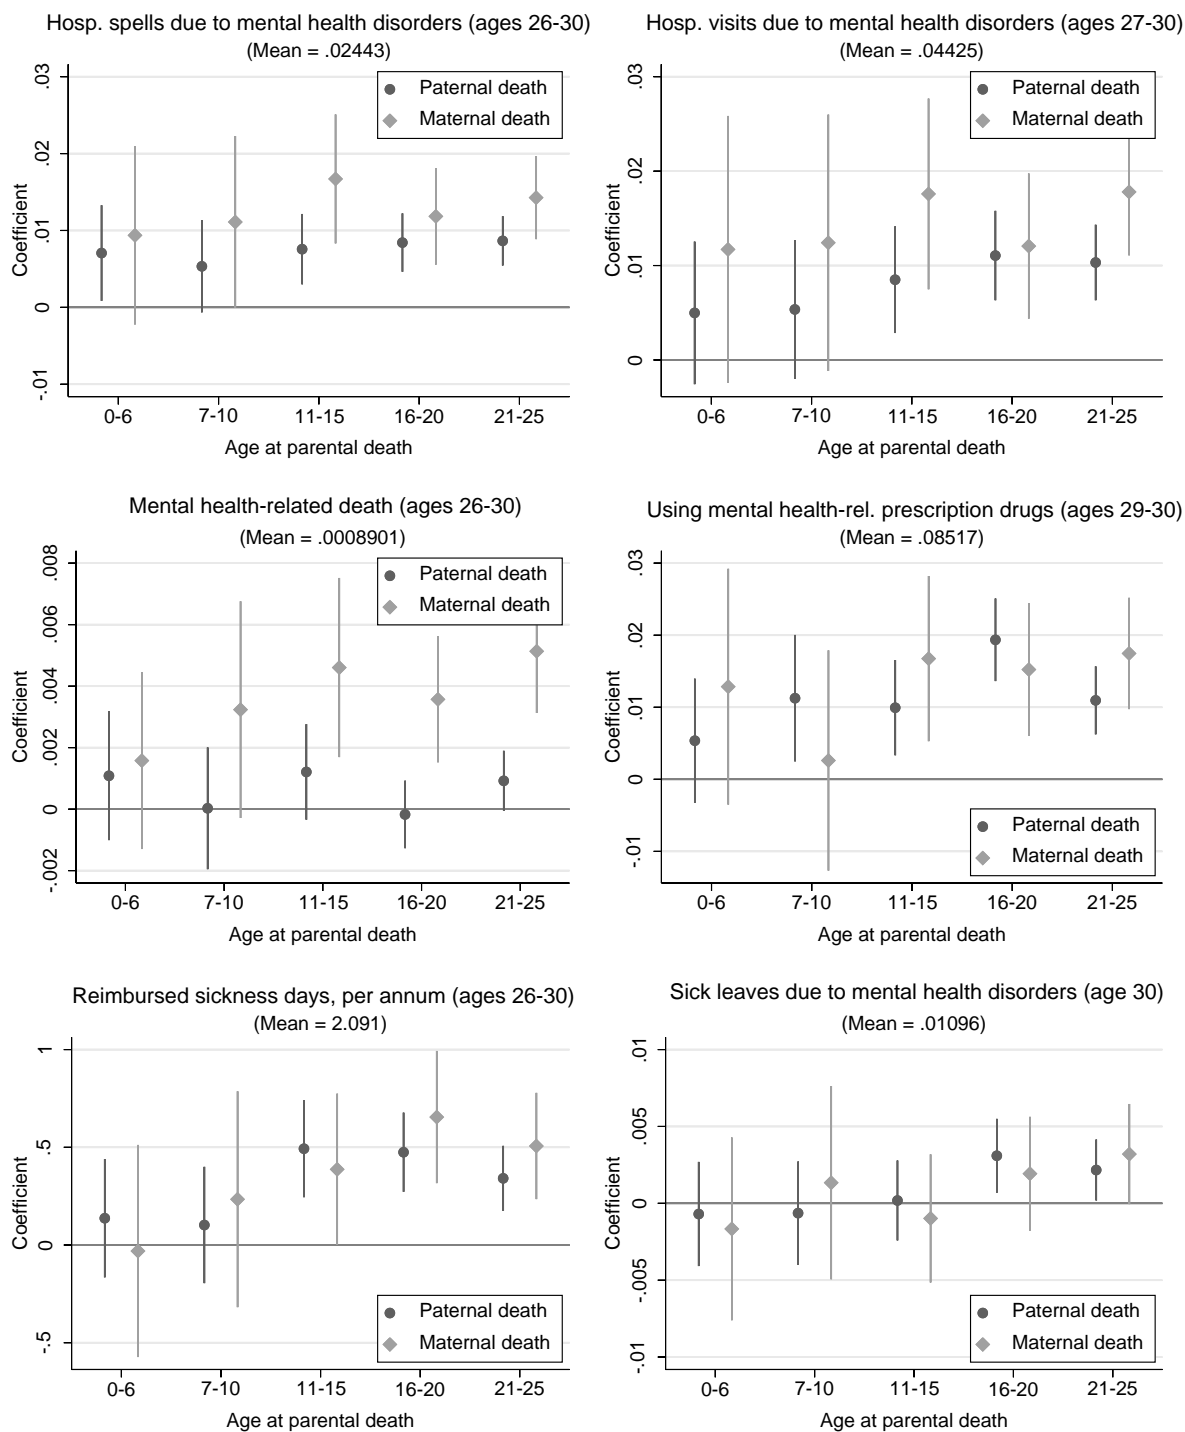 Hosp. spells due to mental health disorders (ages 26-30)
(Mean = .02443)
Coefficient
.03
.02
.01
0
-.01
Paternal death
Maternal death
0-6 7-10 11-15 16-20 21-25
Age at parental death
Hosp. visits due to mental health disorders (ages 27-30)
(Mean = .04425)
Coefficient
.03
.02
.01
0
Paternal death
Maternal death
0-6 7-10 11-15 16-20 21-25
Age at parental death
Mental health-related death (ages 26-30)
(Mean = .0008901)
Coefficient
.008
.006
.004
.002
0
-.002
Paternal death
Maternal death
0-6 7-10 11-15 16-20 21-25
Age at parental death
Using mental health-rel. prescription drugs (ages 29-30)
(Mean = .08517)
Coefficient
.03
.02
.01
0
-.01
Paternal death
Maternal death
0-6 7-10 11-15 16-20 21-25
Age at parental death
Reimbursed sickness days, per annum (ages 26-30)
(Mean = 2.091)
Coefficient
1
.5
0
-.5
Paternal death
Maternal death
0-6 7-10 11-15 16-20 21-25
Age at parental death
Sick leaves due to mental health disorders (age 30)
(Mean = .01096)
Coefficient
.01
.005
0
-.005
-.01
Paternal death
Maternal death
0-6 7-10 11-15 16-20 21-25
Age at parental death